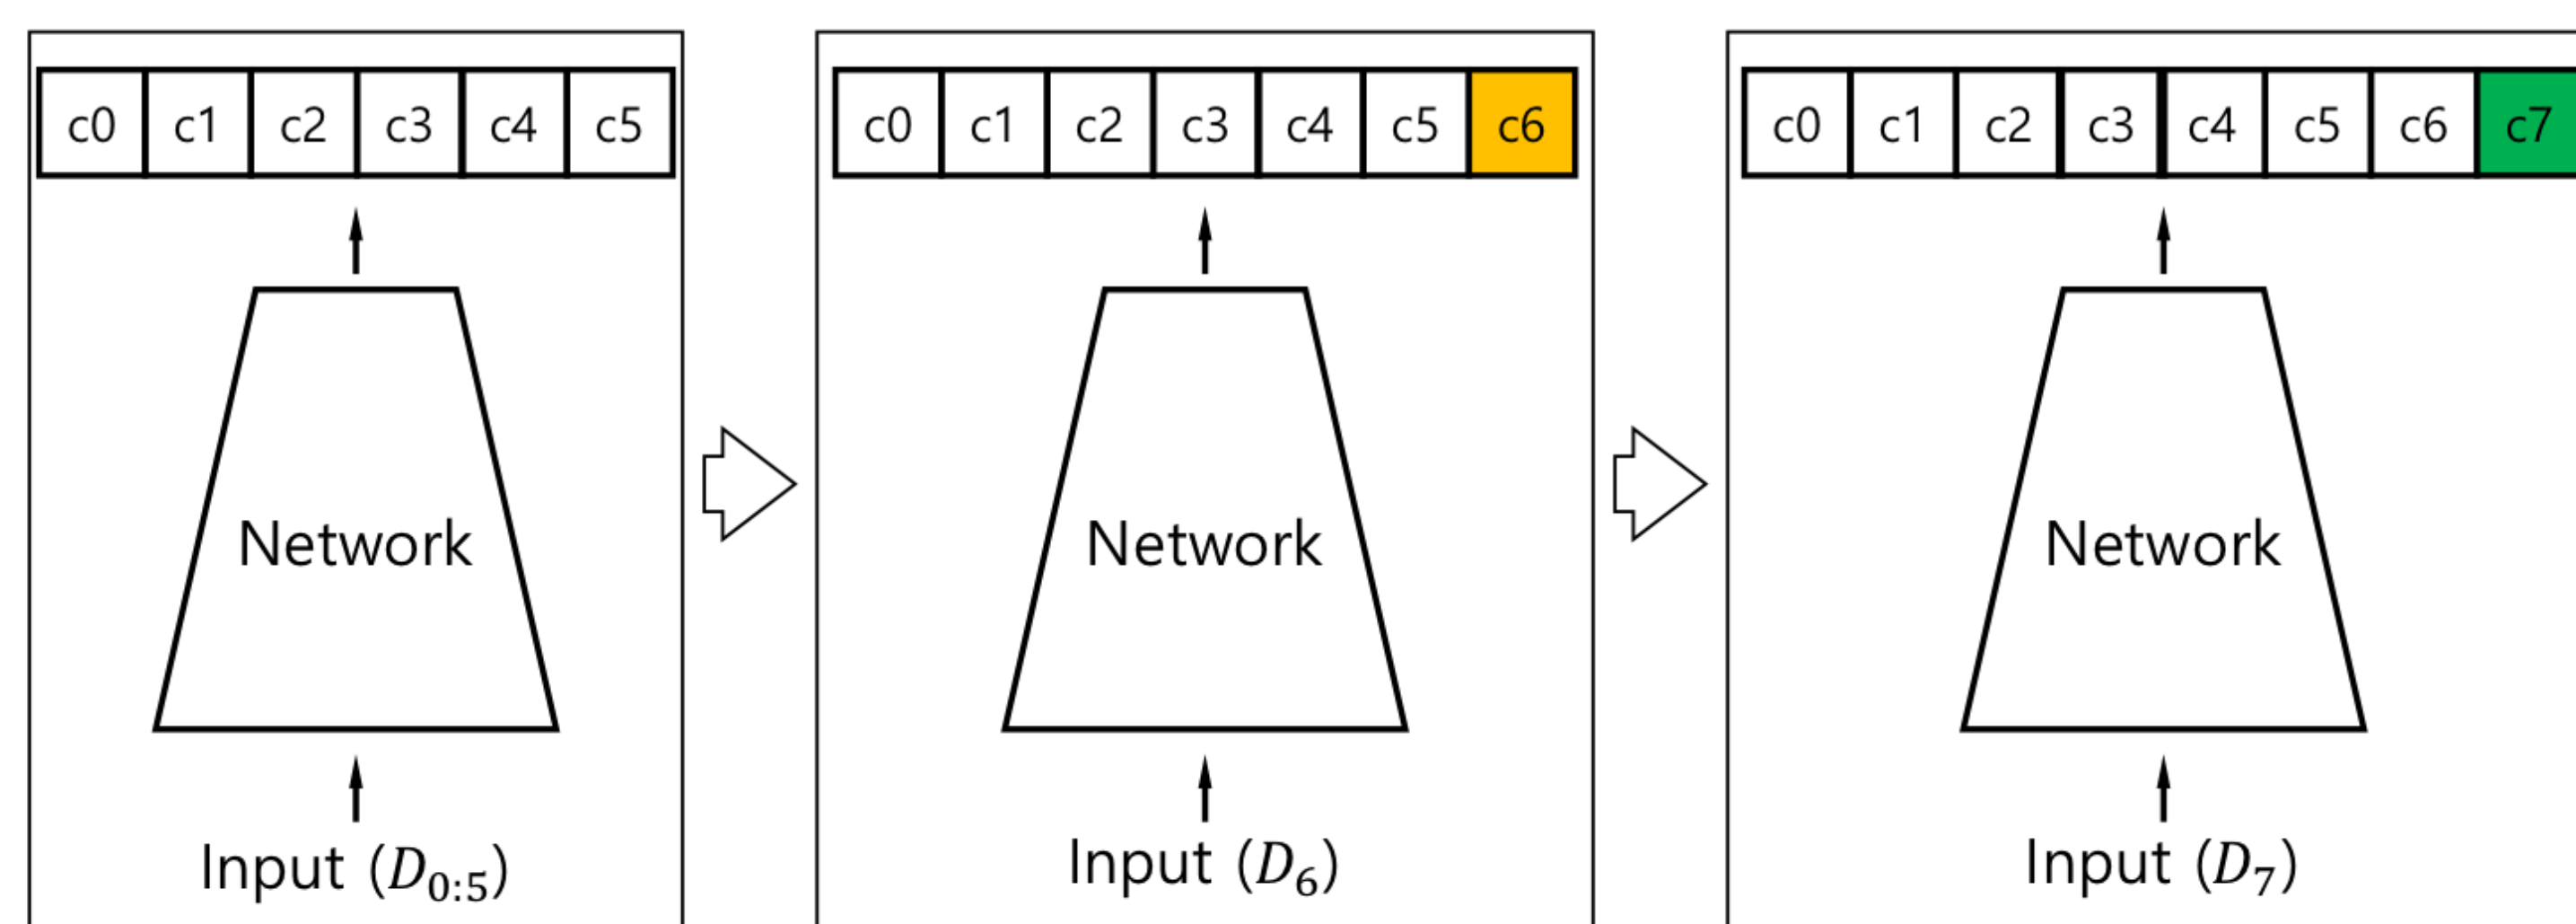 c0 c1 c2 c3 c4 c5
Network
Input (D₀:₅)
c0 c1 c2 c3 c4 c5 c6
Network
Input (D₆)
c0 c1 c2 c3 c4 c5 c6 c7
Network
Input (D₇)